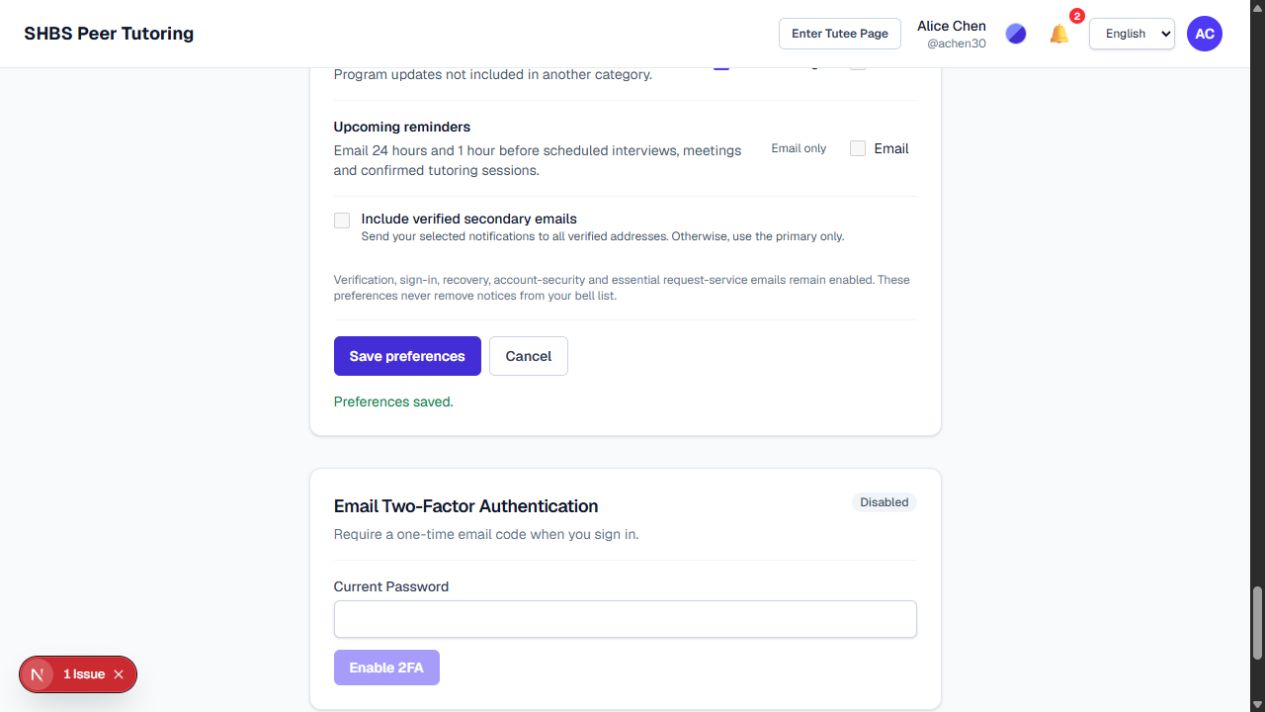 SHBS Peer Tutoring
Enter Tutee Page
Alice Chen
@achen30
2
English
AC
Program updates not included in another category.
Upcoming reminders
Email 24 hours and 1 hour before scheduled interviews, meetings
and confirmed tutoring sessions.
Email only
Email
Include verified secondary emails
Send your selected notifications to all verified addresses. Otherwise, use the primary only.
Verification, sign-in, recovery, account-security and essential request-service emails remain enabled. These
preferences never remove notices from your bell list.
Save preferences
Cancel
Preferences saved.
Email Two-Factor Authentication
Disabled
Require a one-time email code when you sign in.
Current Password
Enable 2FA
N
1 Issue